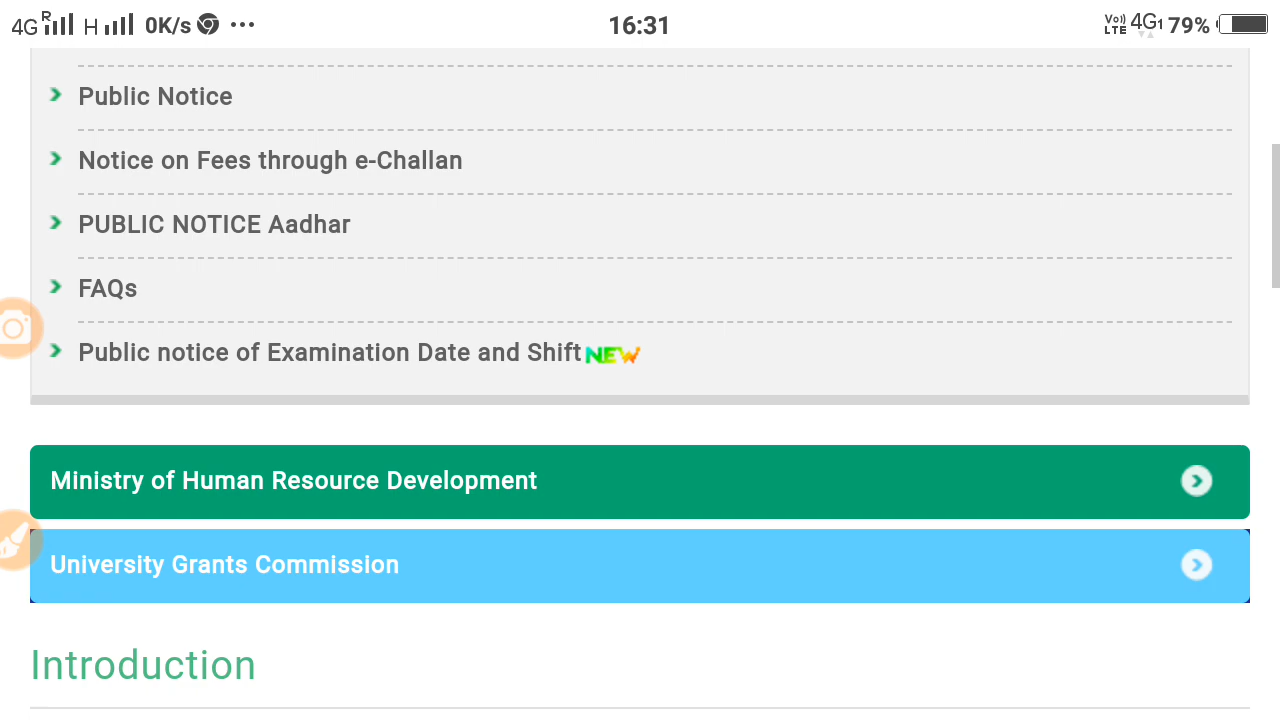 4G R H 0K/s ••• 16:31 Vo)) LTE 4G1 79%
Public Notice
Notice on Fees through e-Challan
PUBLIC NOTICE Aadhar
FAQs
Public notice of Examination Date and Shift NEW
Ministry of Human Resource Development
University Grants Commission
Introduction